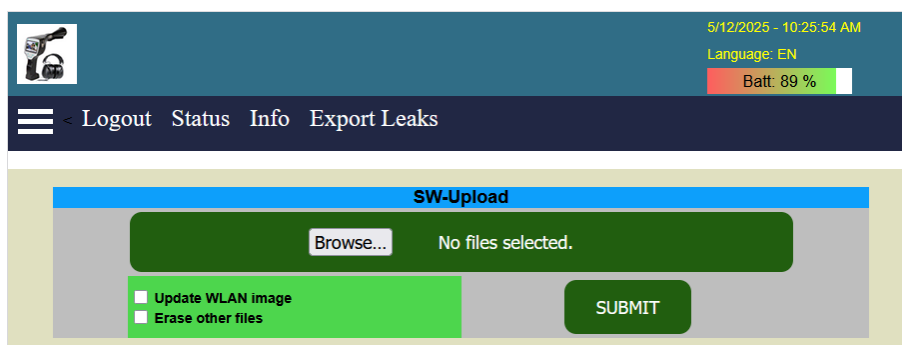 5/12/2025 - 10:25:54 AM
Language: EN
Batt: 89 %
< Logout Status Info Export Leaks
SW-Upload
Browse... No files selected.
Update WLAN image
Erase other files
SUBMIT